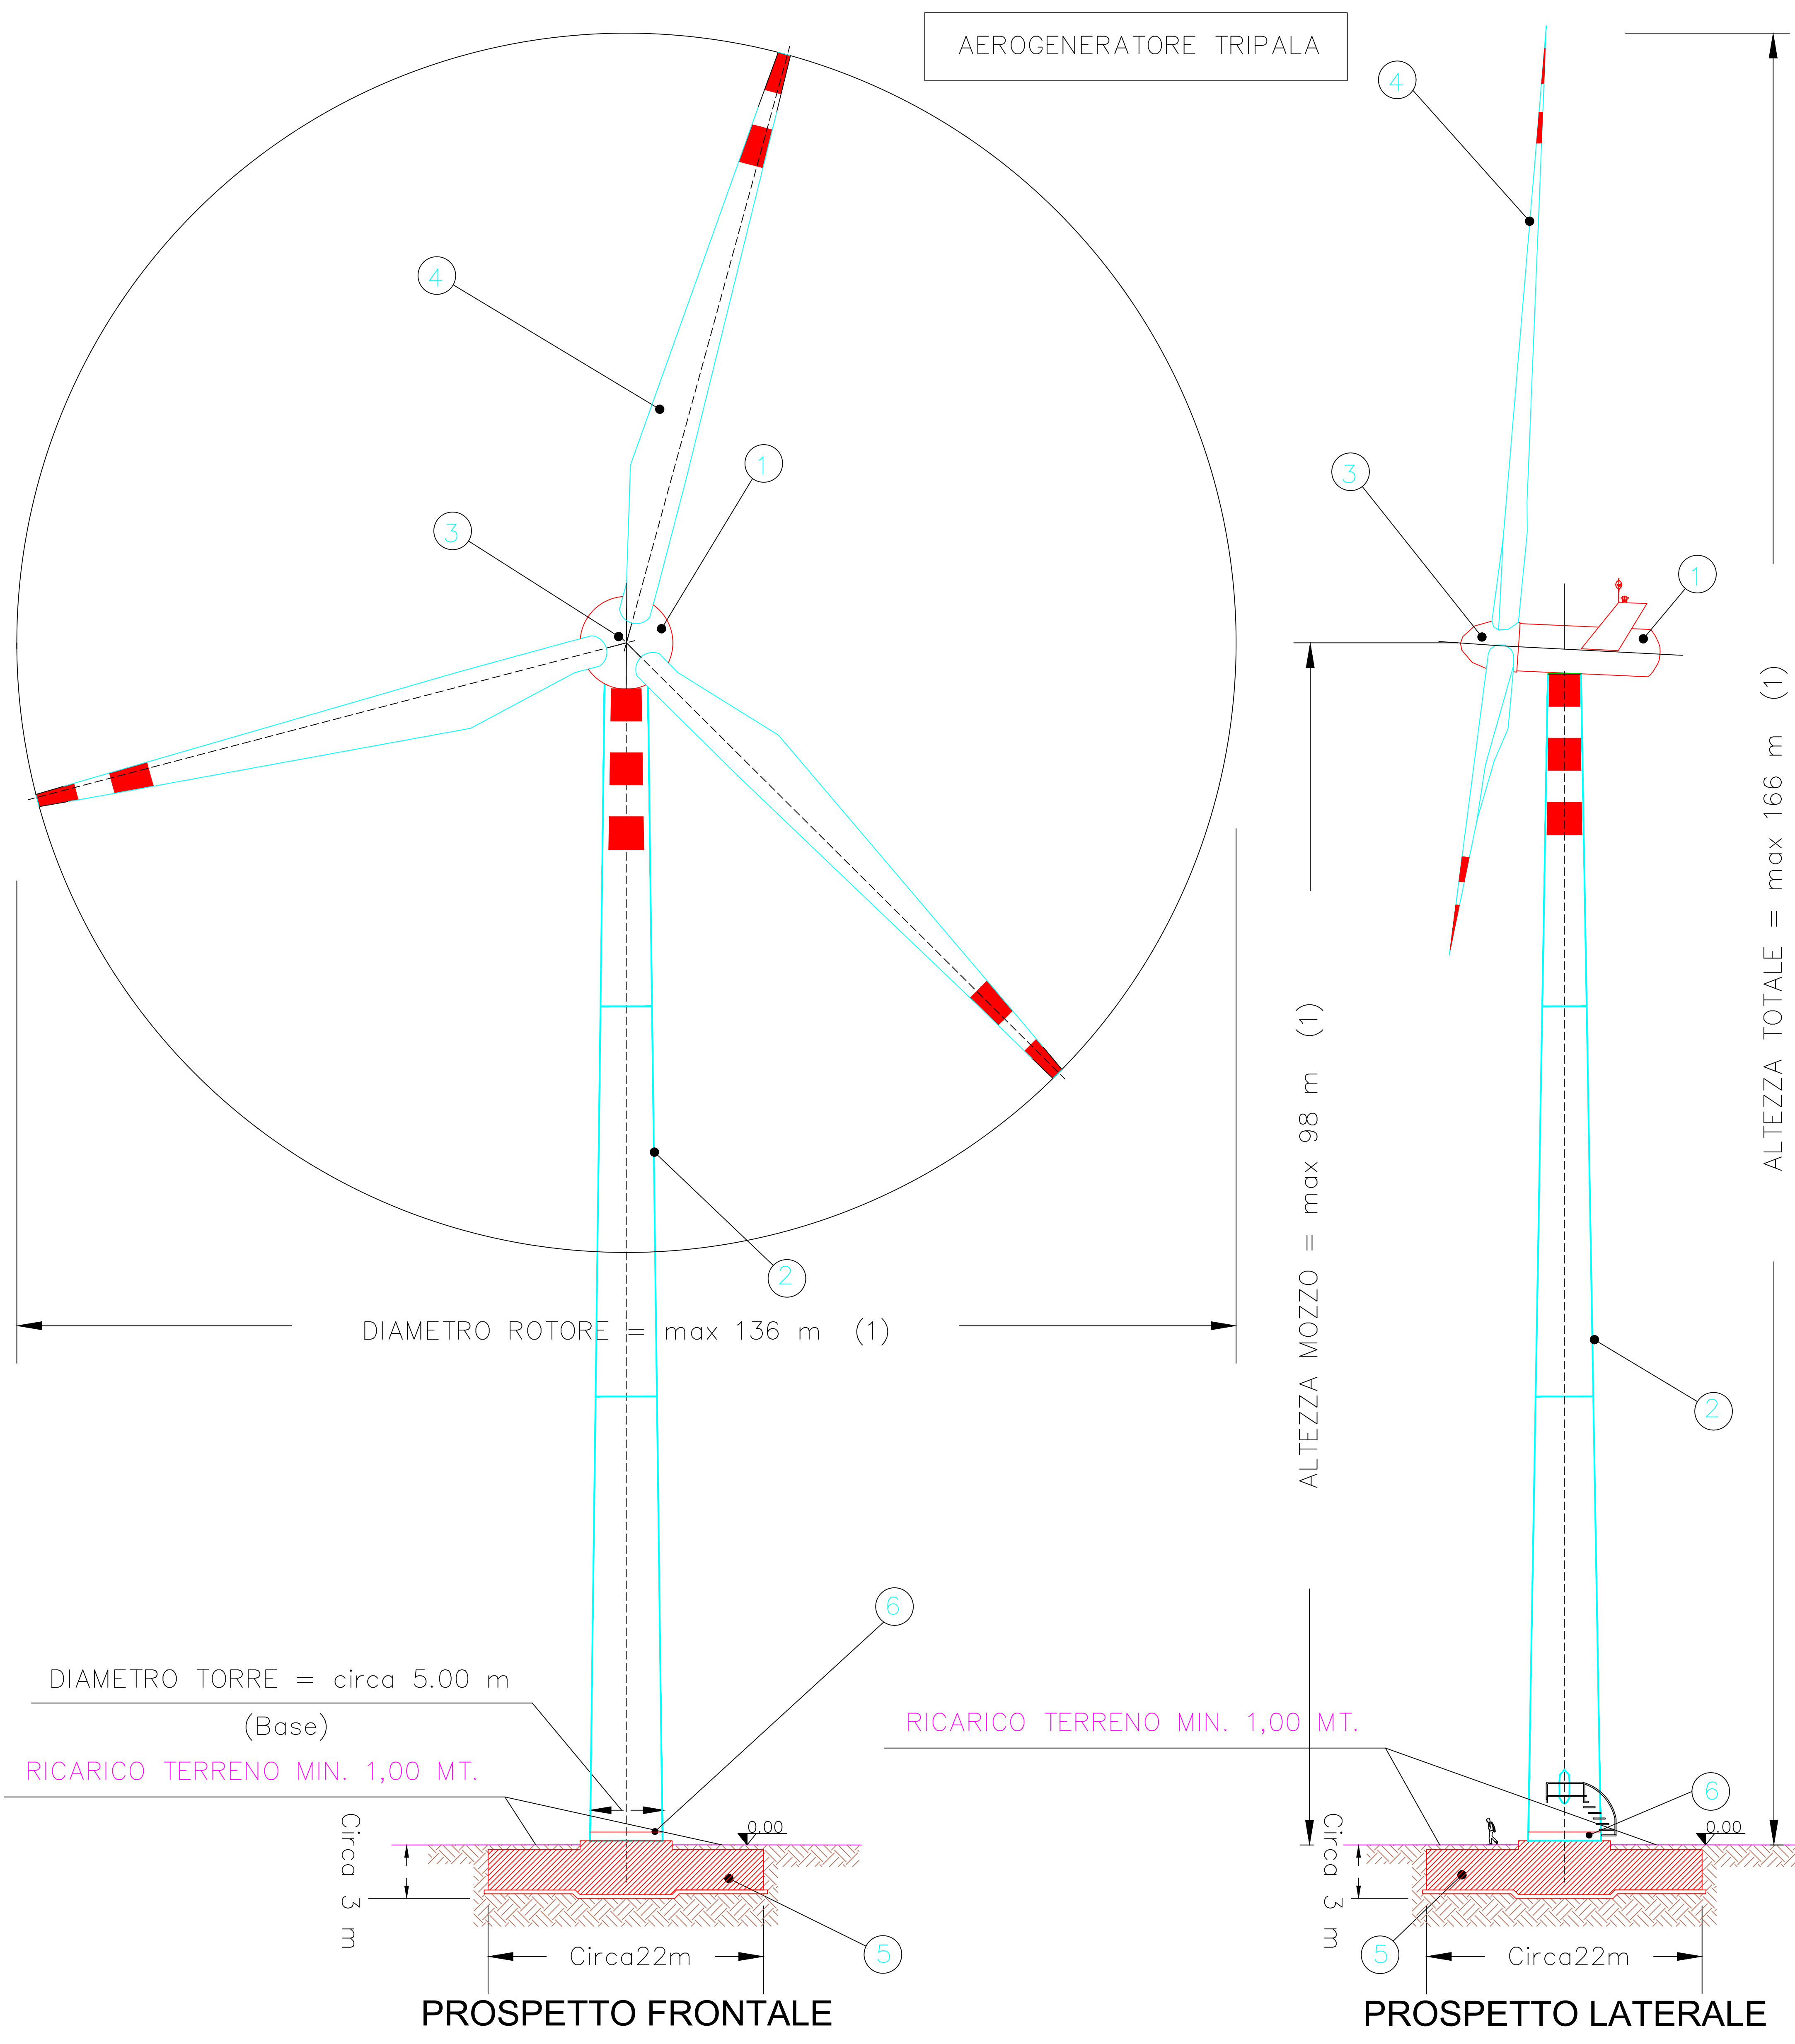 AEROGENERATORE TRIPALA
4
4
1
3
3
1
ALTEZZA TOTALE = max 166 m (1)
ALTEZZA MOZZO = max 98 m (1)
2
DIAMETRO ROTORE = max 136 m (1)
2
6
DIAMETRO TORRE = circa 5.00 m
(Base)
RICARICO TERRENO MIN. 1,00 MT.
RICARICO TERRENO MIN. 1,00 MT.
6
0.00
0.00
Circa 3 m
Circa 3 m
5
5
Circa22m
Circa22m
PROSPETTO FRONTALE
PROSPETTO LATERALE